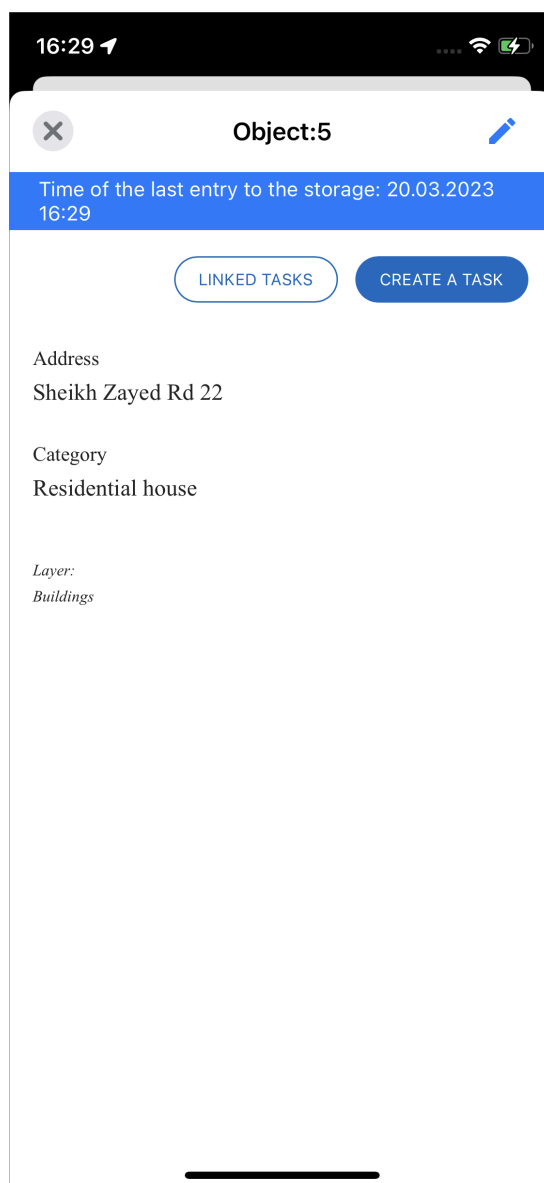 16:29
Object:5
Time of the last entry to the storage: 20.03.2023
16:29
LINKED TASKS
CREATE A TASK
Address
Sheikh Zayed Rd 22
Category
Residential house
Layer:
Buildings